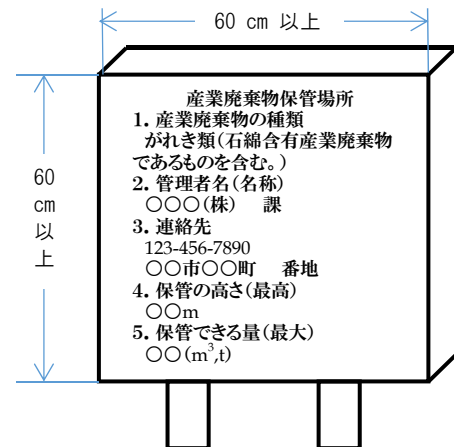 60 cm 以上
60
cm
以
上
産業廃棄物保管場所
1. 産業廃棄物の種類
がれき類(石綿含有産業廃棄物
であるものを含む。)
2. 管理者名(名称)
○○○(株)　課
3. 連絡先
123-456-7890
○○市○○町　番地
4. 保管の高さ(最高)
○○m
5. 保管できる量(最大)
○○(m³,t)